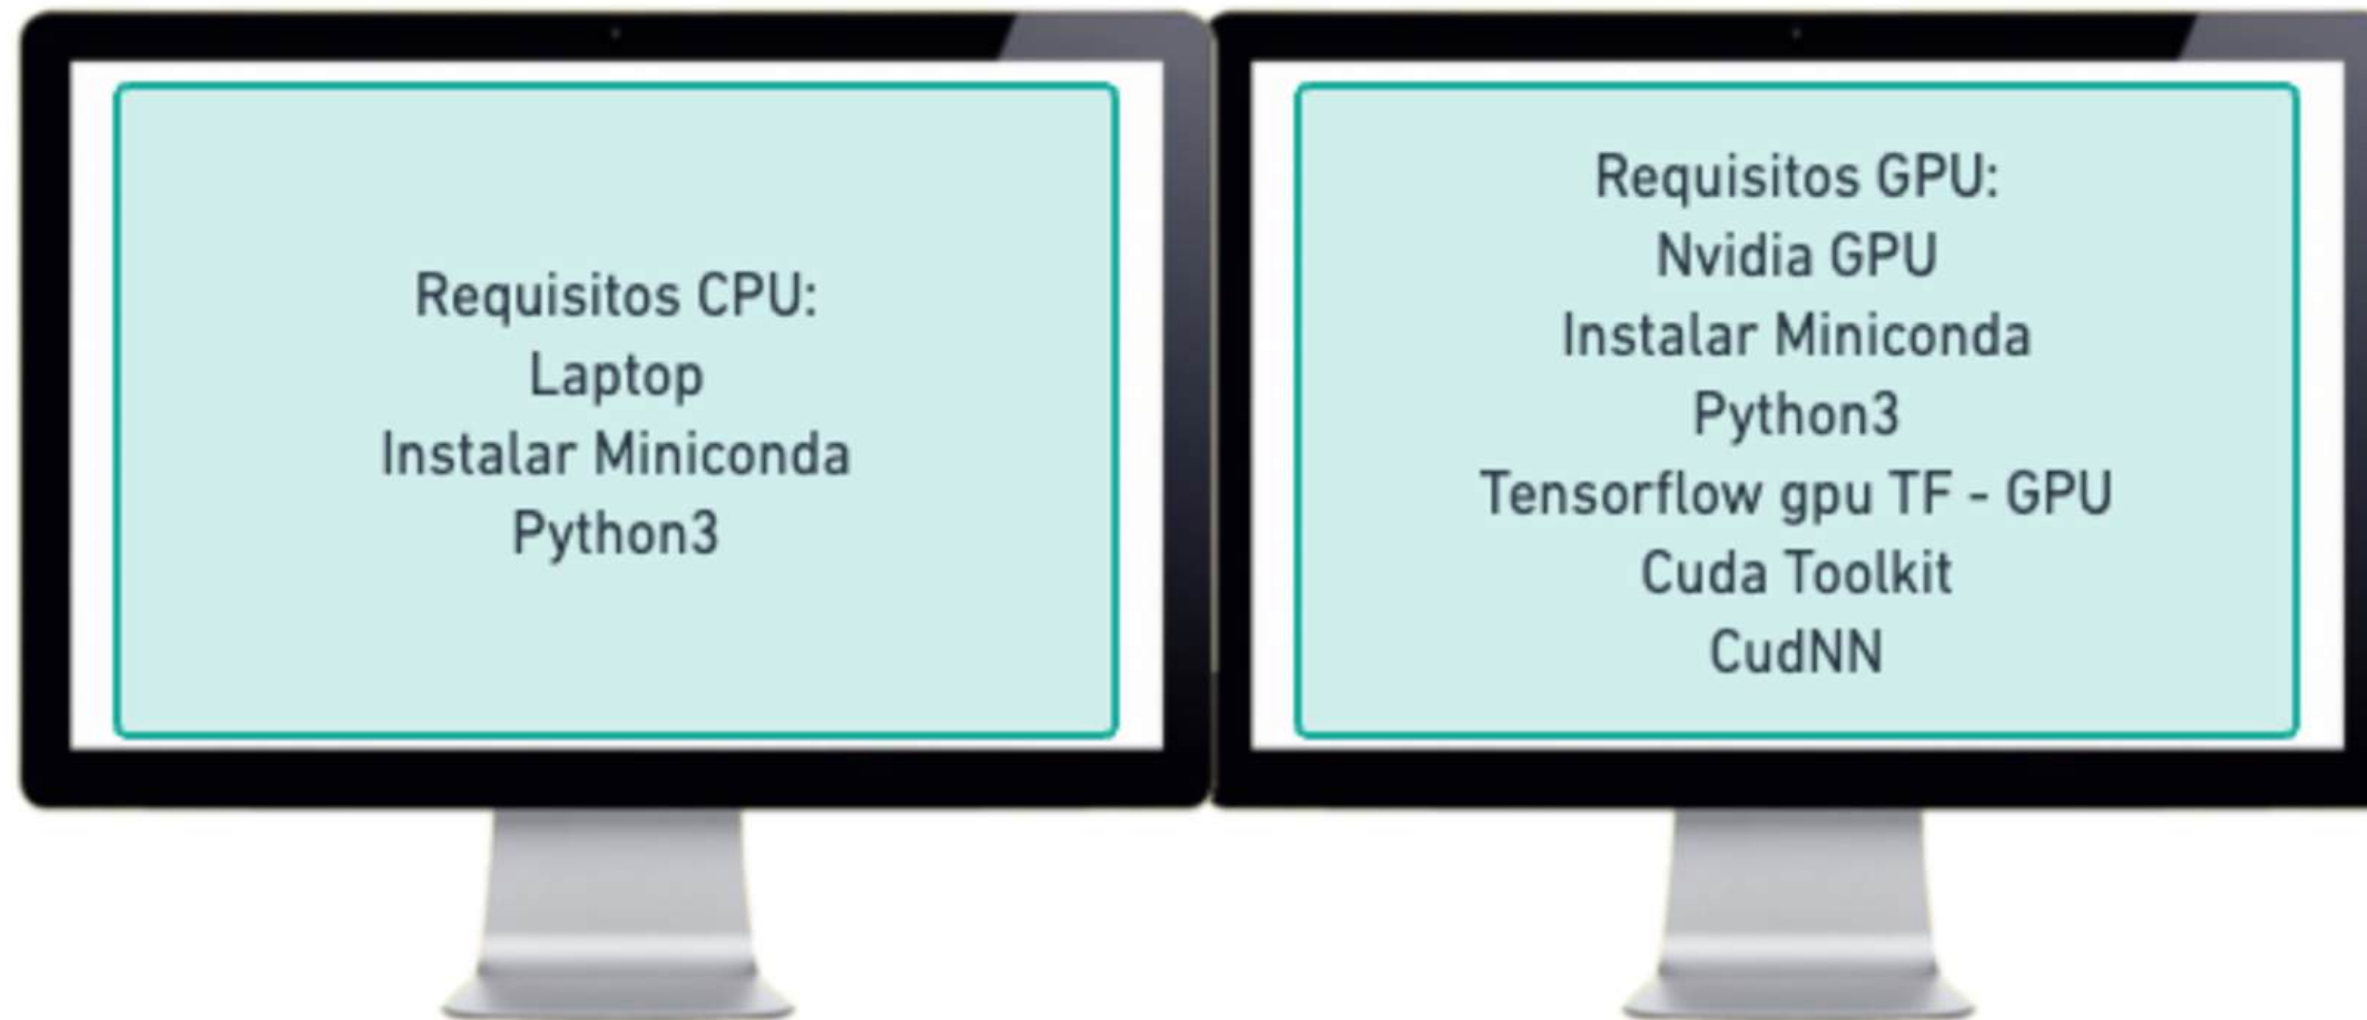 Requisitos CPU:
Laptop
Instalar Miniconda
Python3
Requisitos GPU:
Nvidia GPU
Instalar Miniconda
Python3
Tensorflow gpu TF - GPU
Cuda Toolkit
CudNN